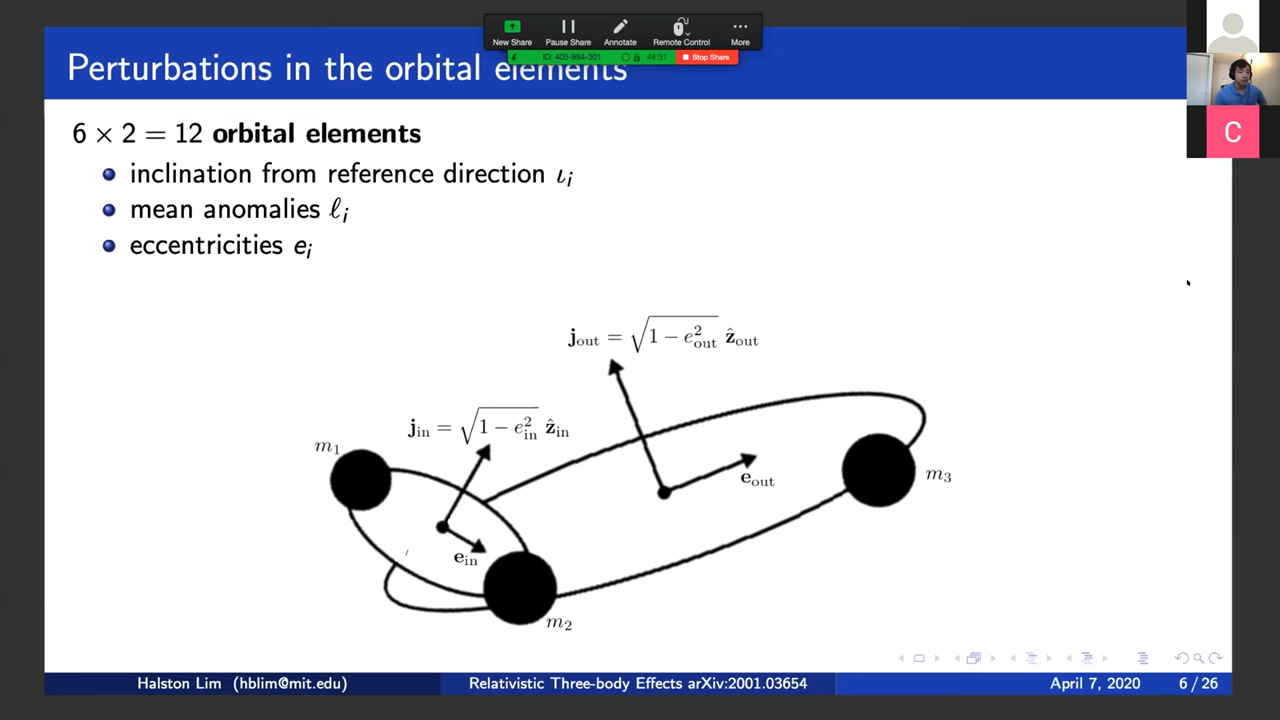 New Share
Pause Share
Annotate
Remote Control
More
ID: 405-994-301
48:51
Stop Share
Perturbations in the orbital elements
6 × 2 = 12 orbital elements
inclination from reference direction ι_i
mean anomalies ℓ_i
eccentricities e_i
C
j_out = √(1 − e²_out) ẑ_out
j_in = √(1 − e²_in) ẑ_in
m₁
e_out
m₃
e_in
m₂
Halston Lim (hblim@mit.edu)
Relativistic Three-body Effects arXiv:2001.03654
April 7, 2020
6 / 26